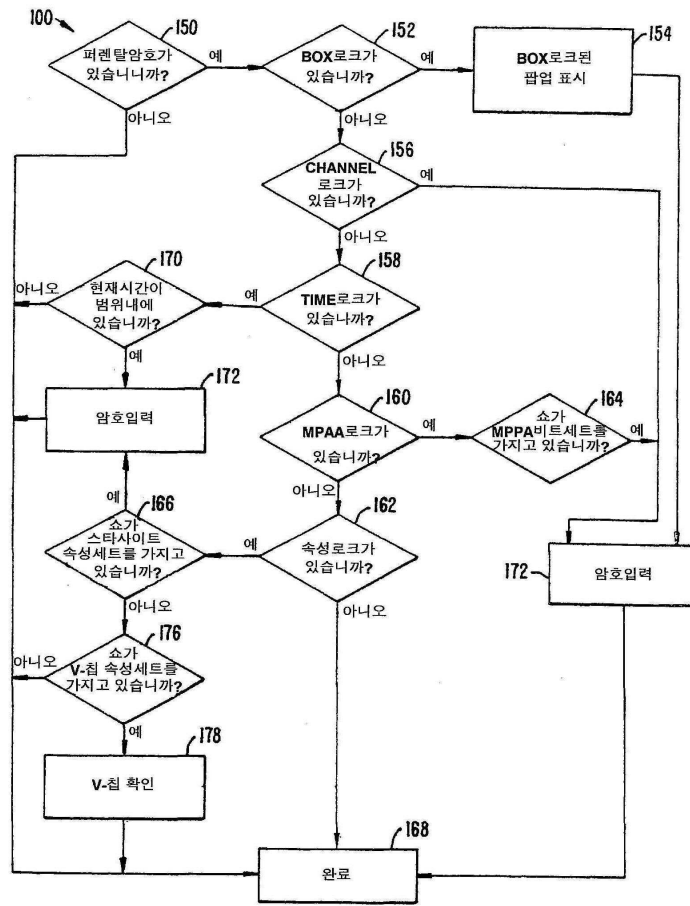 100
150
퍼렌탈암호가
있습니니까?
예
아니오
152
BOX로크가
있습니까?
예
아니오
154
BOX로크된
팝업 표시
156
CHANNEL
로크가
있습니까?
예
아니오
158
TIME로크가
있습나까?
예
아니오
170
현재시간이
범위내에
있습니까?
아니오
예
172
암호입력
160
MPAA로크가
있습니까?
예
아니오
164
쇼가
MPPA비트세트를
가지고 있습니까?
예
166
쇼가
스타사이트
속성세트를 가지고
있습니까?
예
아니오
162
속성로크가
있습니까?
예
아니오
172
암호입력
176
쇼가
V-칩 속성세트를
가지고 있습니까?
아니오
예
178
V-칩 확인
168
완료